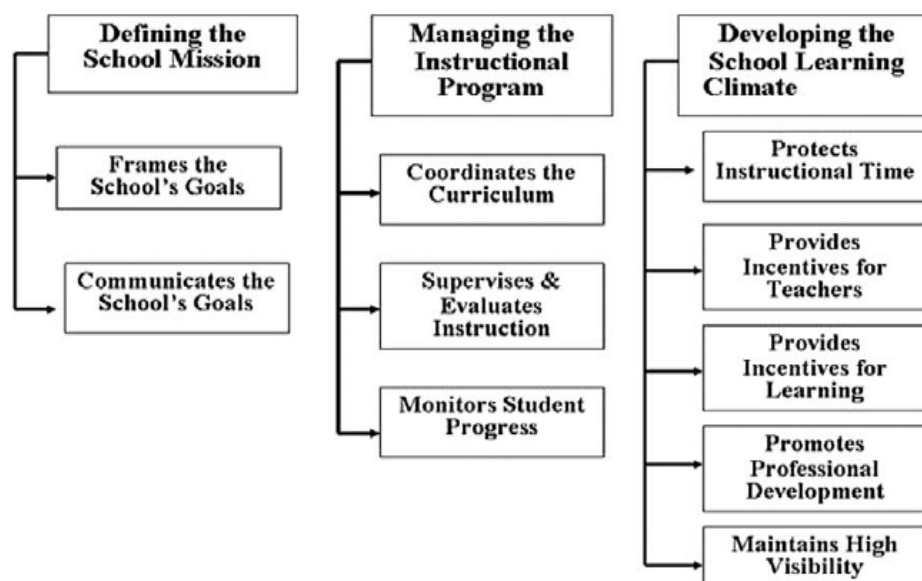 Defining the
School Mission
Frames the
School's Goals
Communicates the
School's Goals
Managing the
Instructional
Program
Coordinates the
Curriculum
Supervises &
Evaluates
Instruction
Monitors Student
Progress
Developing the
School Learning
Climate
Protects
Instructional Time
Provides
Incentives for
Teachers
Provides
Incentives for
Learning
Promotes
Professional
Development
Maintains High
Visibility